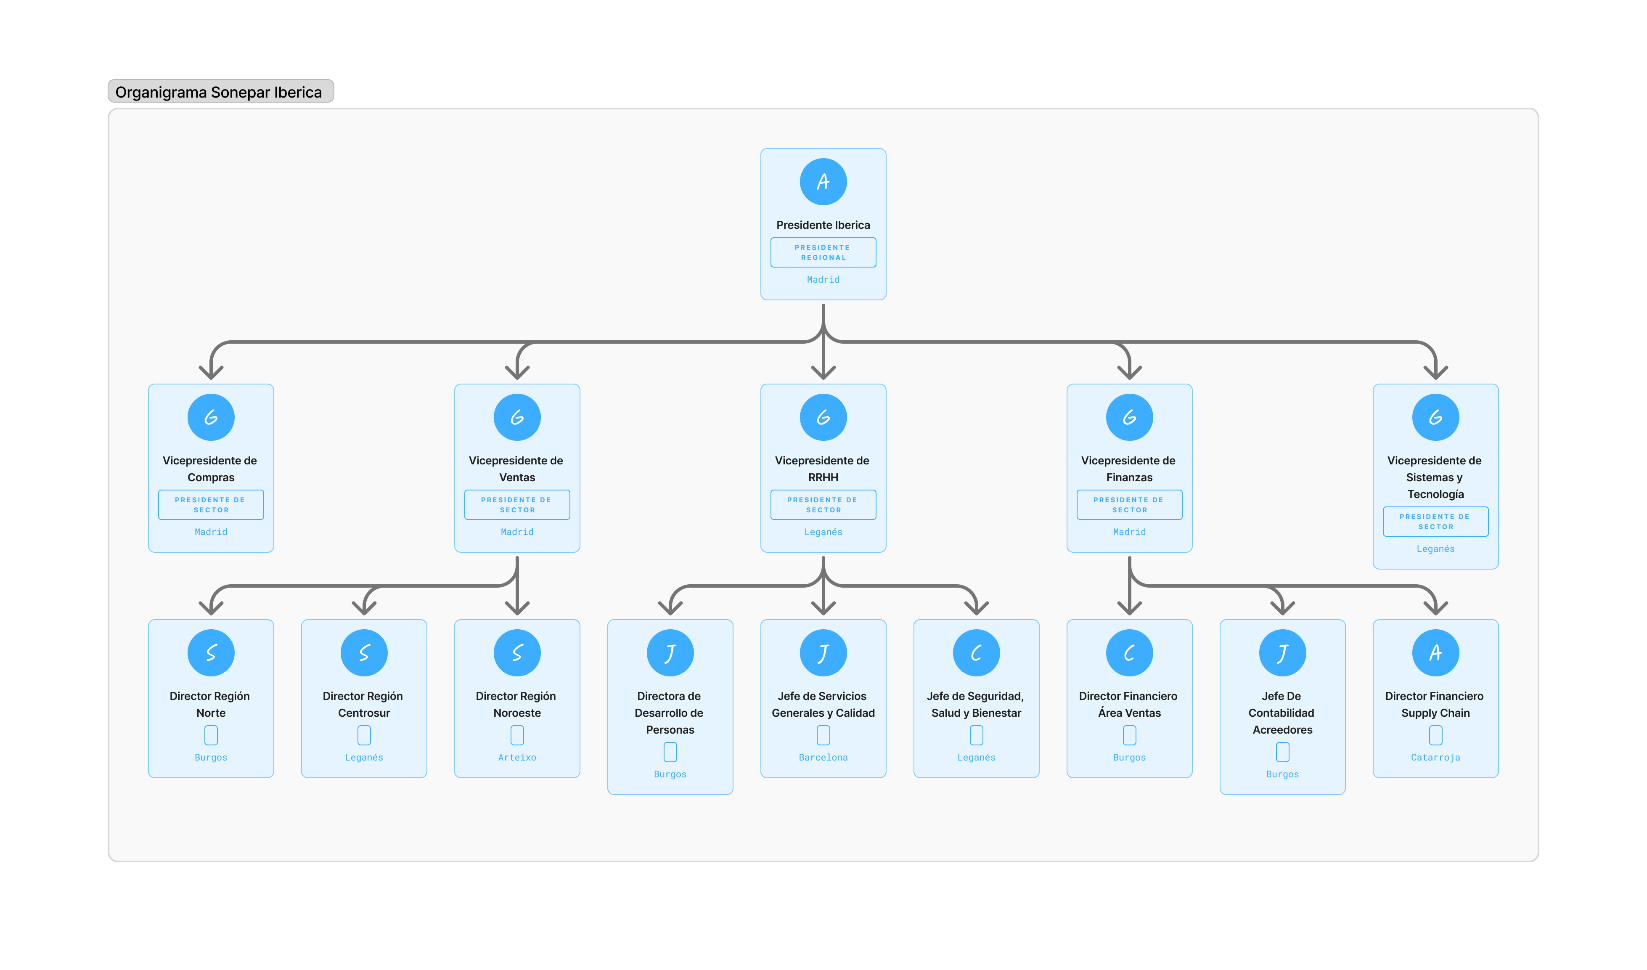 Organigrama Sonepar Iberica
A
Presidente Iberica
PRESIDENTE
REGIONAL
Madrid
G
Vicepresidente de
Compras
PRESIDENTE DE
SECTOR
Madrid
G
Vicepresidente de
Ventas
PRESIDENTE DE
SECTOR
Madrid
G
Vicepresidente de
RRHH
PRESIDENTE DE
SECTOR
Leganés
G
Vicepresidente de
Finanzas
PRESIDENTE DE
SECTOR
Madrid
G
Vicepresidente de
Sistemas y
Tecnología
PRESIDENTE DE
SECTOR
Leganés
S
Director Región
Norte
Burgos
S
Director Región
Centrosur
Leganés
S
Director Región
Noroeste
Arteixo
J
Directora de
Desarrollo de
Personas
Burgos
J
Jefe de Servicios
Generales y Calidad
Barcelona
C
Jefe de Seguridad,
Salud y Bienestar
Leganés
C
Director Financiero
Área Ventas
Burgos
J
Jefe De
Contabilidad
Acreedores
Burgos
A
Director Financiero
Supply Chain
Catarroja